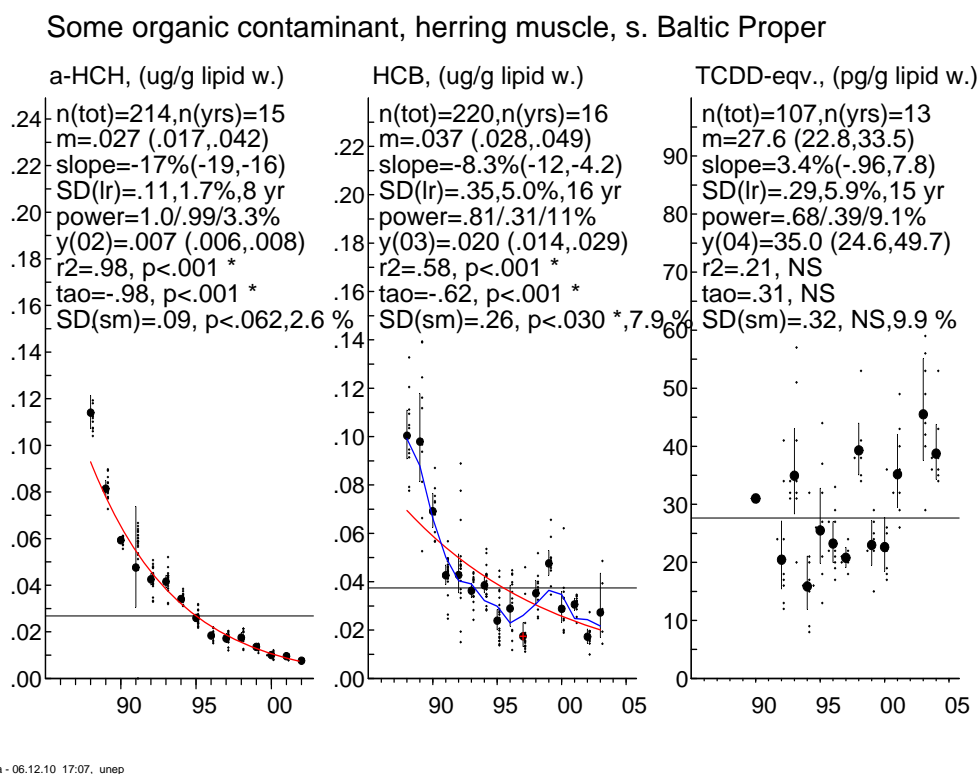 Some organic contaminant, herring muscle, s. Baltic Proper
a-HCH, (ug/g lipid w.)
n(tot)=214,n(yrs)=15
m=.027 (.017,.042)
slope=-17%(-19,-16)
SD(lr)=.11,1.7%,8 yr
power=1.0/.99/3.3%
y(02)=.007 (.006,.008)
r2=.98, p<.001 *
tao=-.98, p<.001 *
SD(sm)=.09, p<.062,2.6 %
.24
.22
.20
.18
.16
.14
.12
.10
.08
.06
.04
.02
.00
90 95 00
HCB, (ug/g lipid w.)
n(tot)=220,n(yrs)=16
m=.037 (.028,.049)
slope=-8.3%(-12,-4.2)
SD(lr)=.35,5.0%,16 yr
power=.81/.31/11%
y(03)=.020 (.014,.029)
r2=.58, p<.001 *
tao=-.62, p<.001 *
SD(sm)=.26, p<.030 *,7.9 %
.22
.20
.18
.16
.14
.12
.10
.08
.06
.04
.02
.00
90 95 00 05
TCDD-eqv., (pg/g lipid w.)
n(tot)=107,n(yrs)=13
m=27.6 (22.8,33.5)
slope=3.4%(-.96,7.8)
SD(lr)=.29,5.9%,15 yr
power=.68/.39/9.1%
y(04)=35.0 (24.6,49.7)
r2=.21, NS
tao=.31, NS
SD(sm)=.32, NS,9.9 %
90
80
70
60
50
40
30
20
10
0
90 95 00 05
a - 06.12.10 17:07, unep